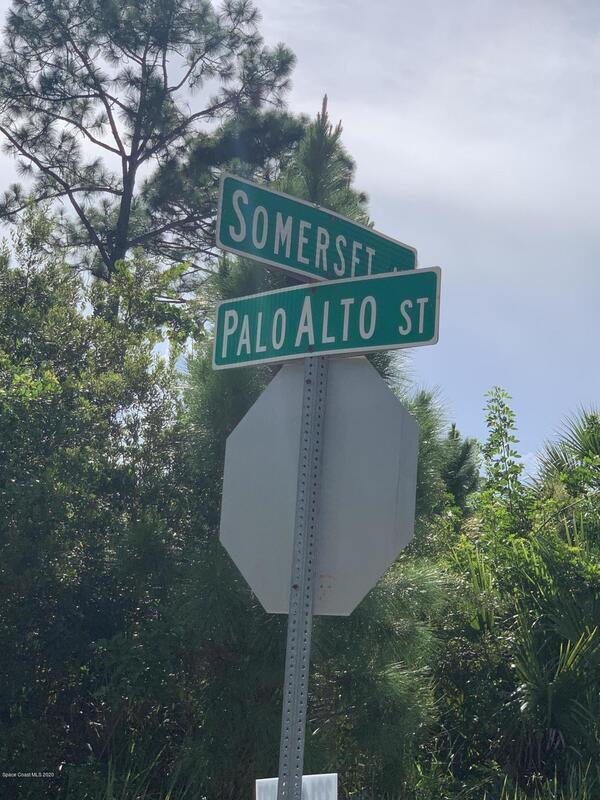 SOMERSET
PALO ALTO ST
Space Coast MLS 2020